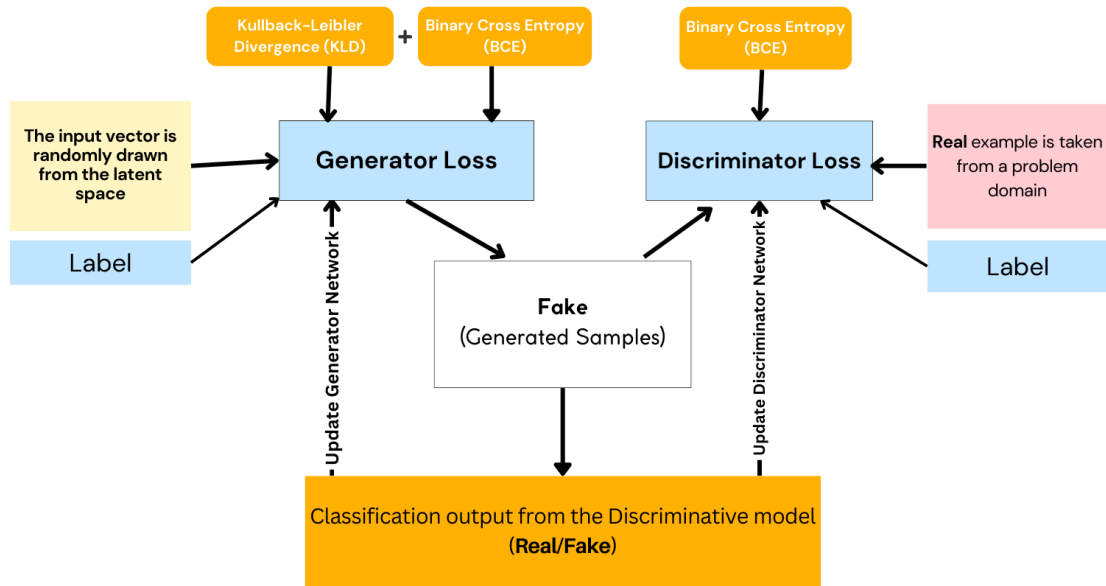 Kullback-Leibler
Divergence (KLD)
+
Binary Cross Entropy
(BCE)
Binary Cross Entropy
(BCE)
The input vector is
randomly drawn
from the latent
space
Generator Loss
Discriminator Loss
Real example is taken
from a problem
domain
Label
Label
Fake
(Generated Samples)
Update Generator Network
Update Discriminator Network
Classification output from the Discriminative model
(Real/Fake)